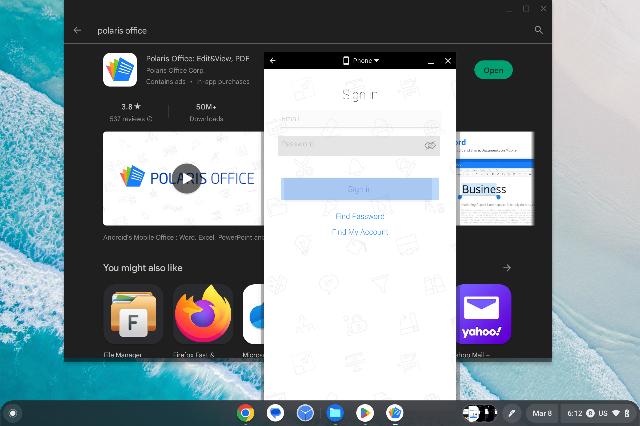 polaris office
Polaris Office: Edit&View, PDF
Polaris Office Corp.
Contains ads • In-app purchases
Open
3.8★
537 reviews
50M+
Downloads
Phone
Sign in
Email
Password
Sign in
Find Password
Find My Account
POLARIS OFFICE
Business
Android's Mobile Office : Word, Excel, PowerPoint and
You might also like
F
yahoo!
File Manager
Firefox Fast &
Micros
ahoo Mail –
Mar 8
6:12
US